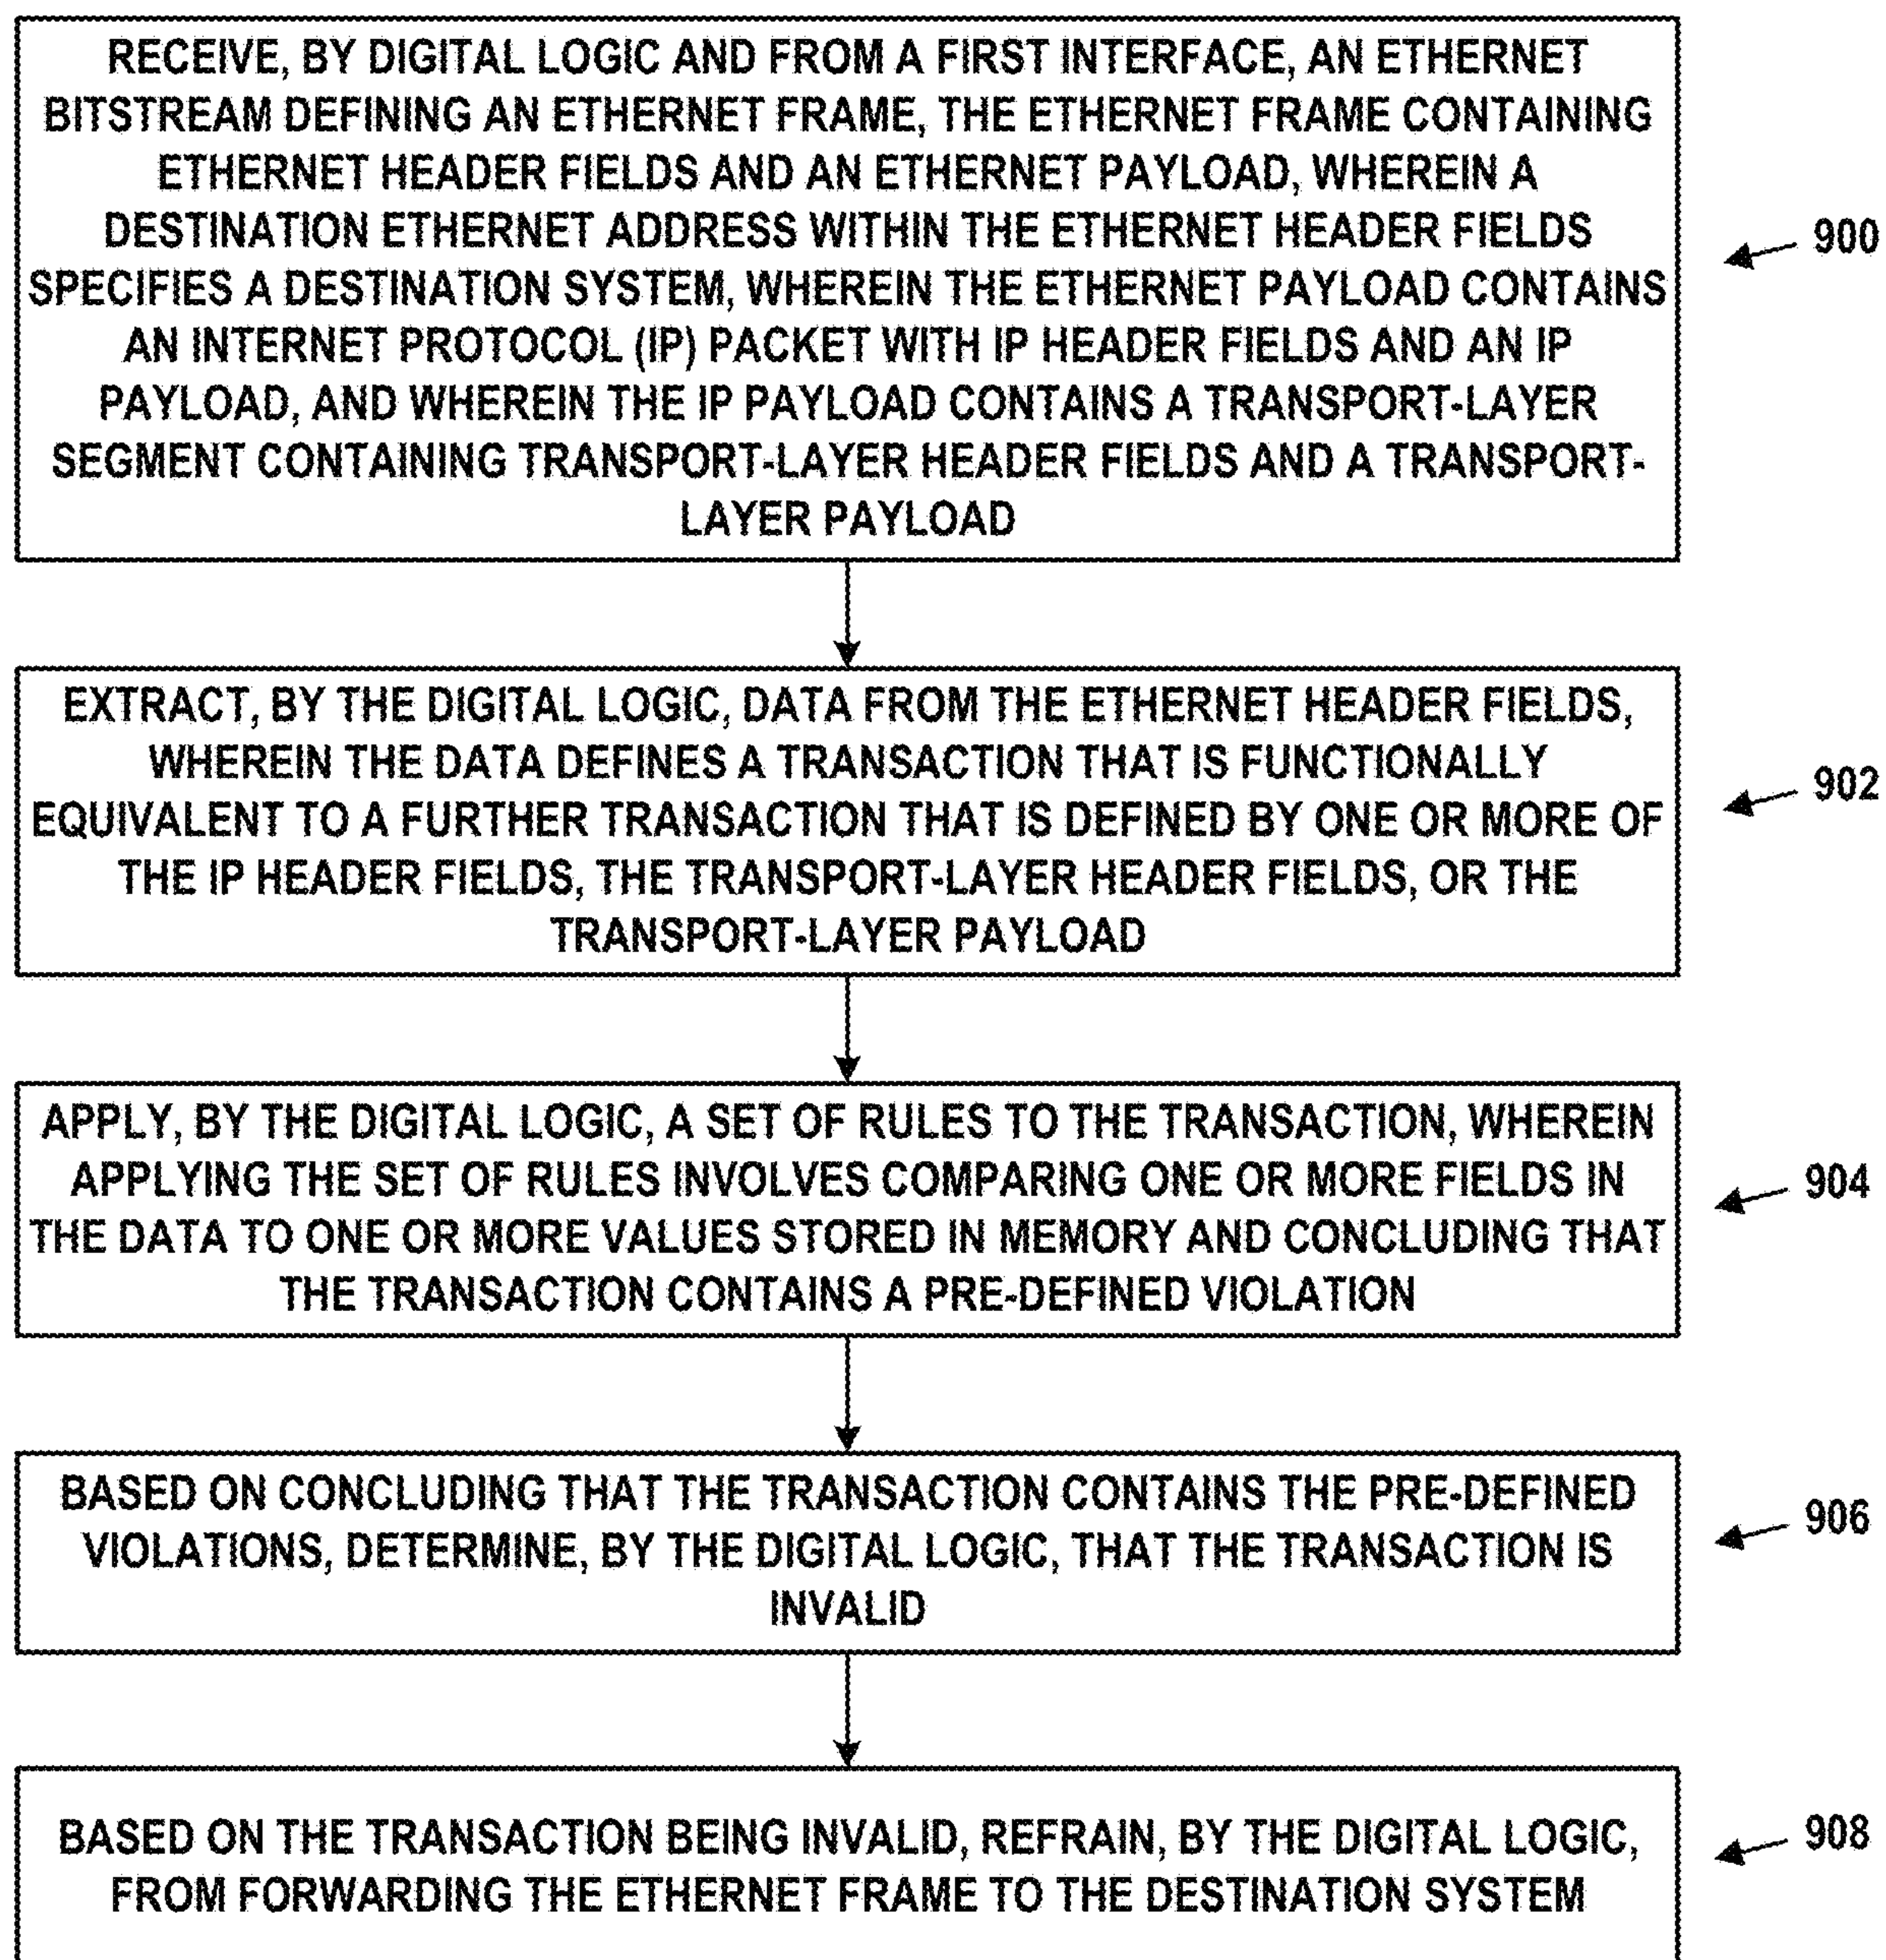 RECEIVE, BY DIGITAL LOGIC AND FROM A FIRST INTERFACE, AN ETHERNET
BITSTREAM DEFINING AN ETHERNET FRAME, THE ETHERNET FRAME CONTAINING
ETHERNET HEADER FIELDS AND AN ETHERNET PAYLOAD, WHEREIN A
DESTINATION ETHERNET ADDRESS WITHIN THE ETHERNET HEADER FIELDS
SPECIFIES A DESTINATION SYSTEM, WHEREIN THE ETHERNET PAYLOAD CONTAINS
AN INTERNET PROTOCOL (IP) PACKET WITH IP HEADER FIELDS AND AN IP
PAYLOAD, AND WHEREIN THE IP PAYLOAD CONTAINS A TRANSPORT-LAYER
SEGMENT CONTAINING TRANSPORT-LAYER HEADER FIELDS AND A TRANSPORT-
LAYER PAYLOAD
900
EXTRACT, BY THE DIGITAL LOGIC, DATA FROM THE ETHERNET HEADER FIELDS,
WHEREIN THE DATA DEFINES A TRANSACTION THAT IS FUNCTIONALLY
EQUIVALENT TO A FURTHER TRANSACTION THAT IS DEFINED BY ONE OR MORE OF
THE IP HEADER FIELDS, THE TRANSPORT-LAYER HEADER FIELDS, OR THE
TRANSPORT-LAYER PAYLOAD
902
APPLY, BY THE DIGITAL LOGIC, A SET OF RULES TO THE TRANSACTION, WHEREIN
APPLYING THE SET OF RULES INVOLVES COMPARING ONE OR MORE FIELDS IN
THE DATA TO ONE OR MORE VALUES STORED IN MEMORY AND CONCLUDING THAT
THE TRANSACTION CONTAINS A PRE-DEFINED VIOLATION
904
BASED ON CONCLUDING THAT THE TRANSACTION CONTAINS THE PRE-DEFINED
VIOLATIONS, DETERMINE, BY THE DIGITAL LOGIC, THAT THE TRANSACTION IS
INVALID
906
BASED ON THE TRANSACTION BEING INVALID, REFRAIN, BY THE DIGITAL LOGIC,
FROM FORWARDING THE ETHERNET FRAME TO THE DESTINATION SYSTEM
908